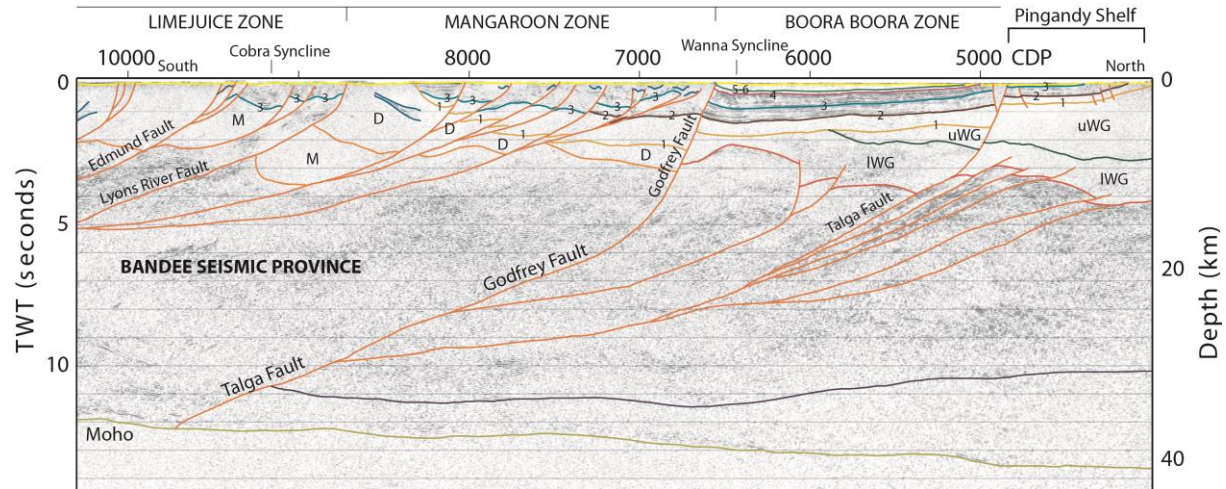 LIMEJUICE ZONE MANGAROON ZONE BOORA BOORA ZONE Pingandy Shelf
Cobra Syncline Wanna Syncline
10000 South 8000 7000 6000 5000 CDP North
0 0
3 3 3 3 3 1 3 3 5-6 4 3 3 2 1
M D 1 2 2 2 1 uWG uWG
Edmund Fault D 1 D 1 D
M lWG lWG
Lyons River Fault Godfrey Fault Talga Fault
5
BANDEE SEISMIC PROVINCE
Godfrey Fault
20
10
Talga Fault
Moho
40
TWT (seconds)
Depth (km)